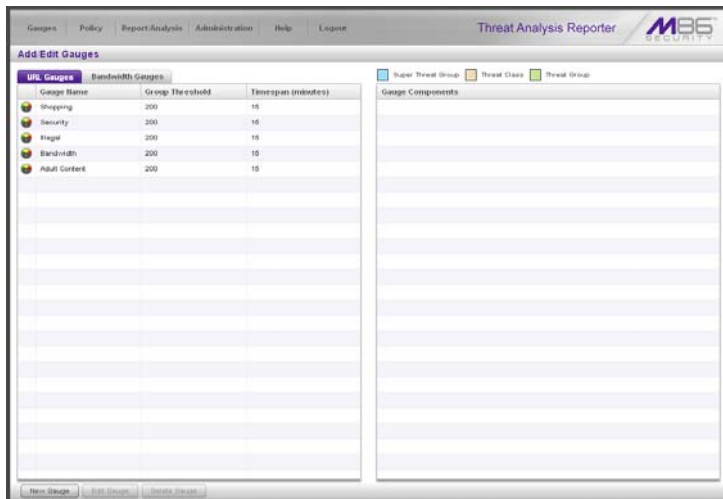 Gauges Policy Report/Analysis Administration Help Logout
Threat Analysis Reporter
M86 SECURITY
Add/Edit Gauges
URL Gauges Bandwidth Gauges
Super Threat Group Threat Class Threat Group
Gauge Name Group Threshold Timespan (minutes)
Gauge Components
Shopping 200 15
Security 200 15
Illegal 200 15
Bandwidth 200 15
Adult Content 200 15
New Gauge Edit Gauge Delete Gauge